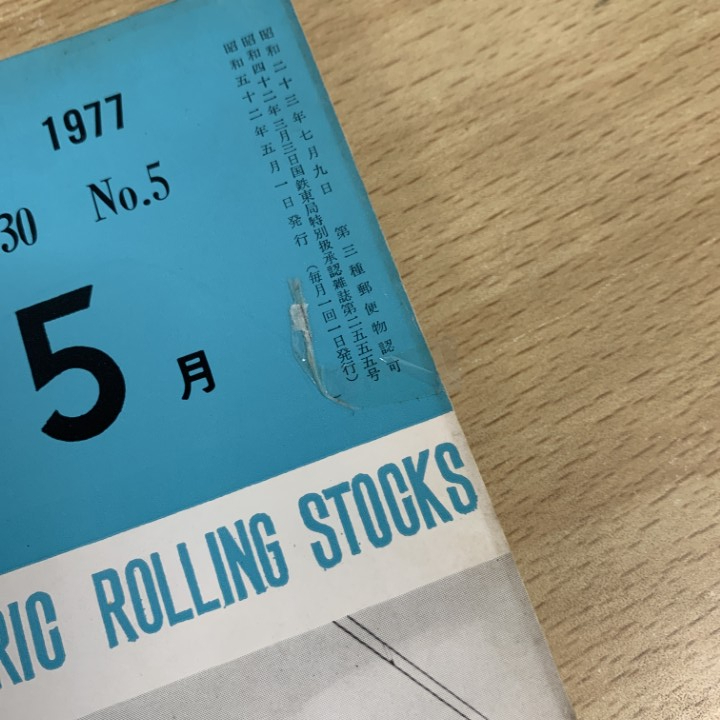 昭和二十三年七月九日 第三種郵便物認可
昭和四十二年三月三日国鉄東局特別扱承認雑誌第二五五五号
昭和五十二年五月一日発行 (毎月一回一日発行)
1977
30 No.5
5月
RIC ROLLING STOCKS